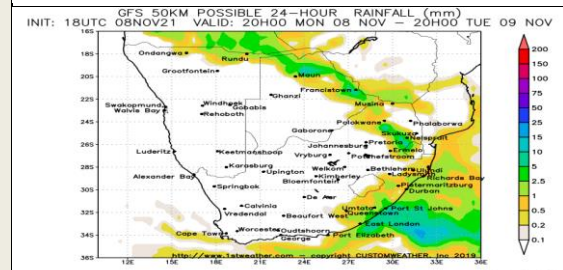 GFS 50KM POSSIBLE 24-HOUR RAINFALL (mm)
INIT: 18UTC 08NOV21 VALID: 20H00 MON 08 NOV - 20H00 TUE 09 NOV
16S
Ondangwa
Rundu
18S
Grootfontein
Maun
20S
Francistown
Ghanzi
22S
Musina
Swakopmund
Windhoek
Gobabis
Walvis Bay
Rehoboth
Polokwane
Phalaborwa
24S
Gaborone
Skukuza
Nelspruit
Pretoria
Johannesburg
26S
Luderitz
Keetmanshoop
Vryburg
Potchefstroom
Ermelo
Karasburg
Upington
Welkom
Bethlehem
Ulundi
28S
Alexander Bay
Kimberley
Ladysmith
Richards Bay
Bloemfontein
Pietermaritzburg
Springbok
Durban
30S
De Aar
Calvinia
Umtata
Port St Johns
Vredendal
Beaufort West
Queenstown
32S
East London
Cape Town
Worcester
Oudtshoorn
34S
George
Port Elizabeth
http://www.1stweather.com - copyright CUSTOMWEATHER, Inc 2019
36S
12E 15E 18E 21E 24E 27E 30E 33E 36E
200
150
100
75
50
25
15
10
5
2.5
1
0.5
0.2
0.1